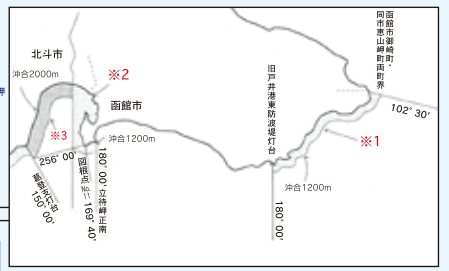 北斗市
沖合2000m
※2
函館市
※3
沖合1200m
256° 00'
葛登支灯台
150° 00'
図根点No.11
169° 40'
180° 00' 立待岬正南
旧戸井港東防波堤灯台
180° 00'
沖合1200m
※1
函館市御崎町・
同市恵山岬町両町界
102° 30'
岬